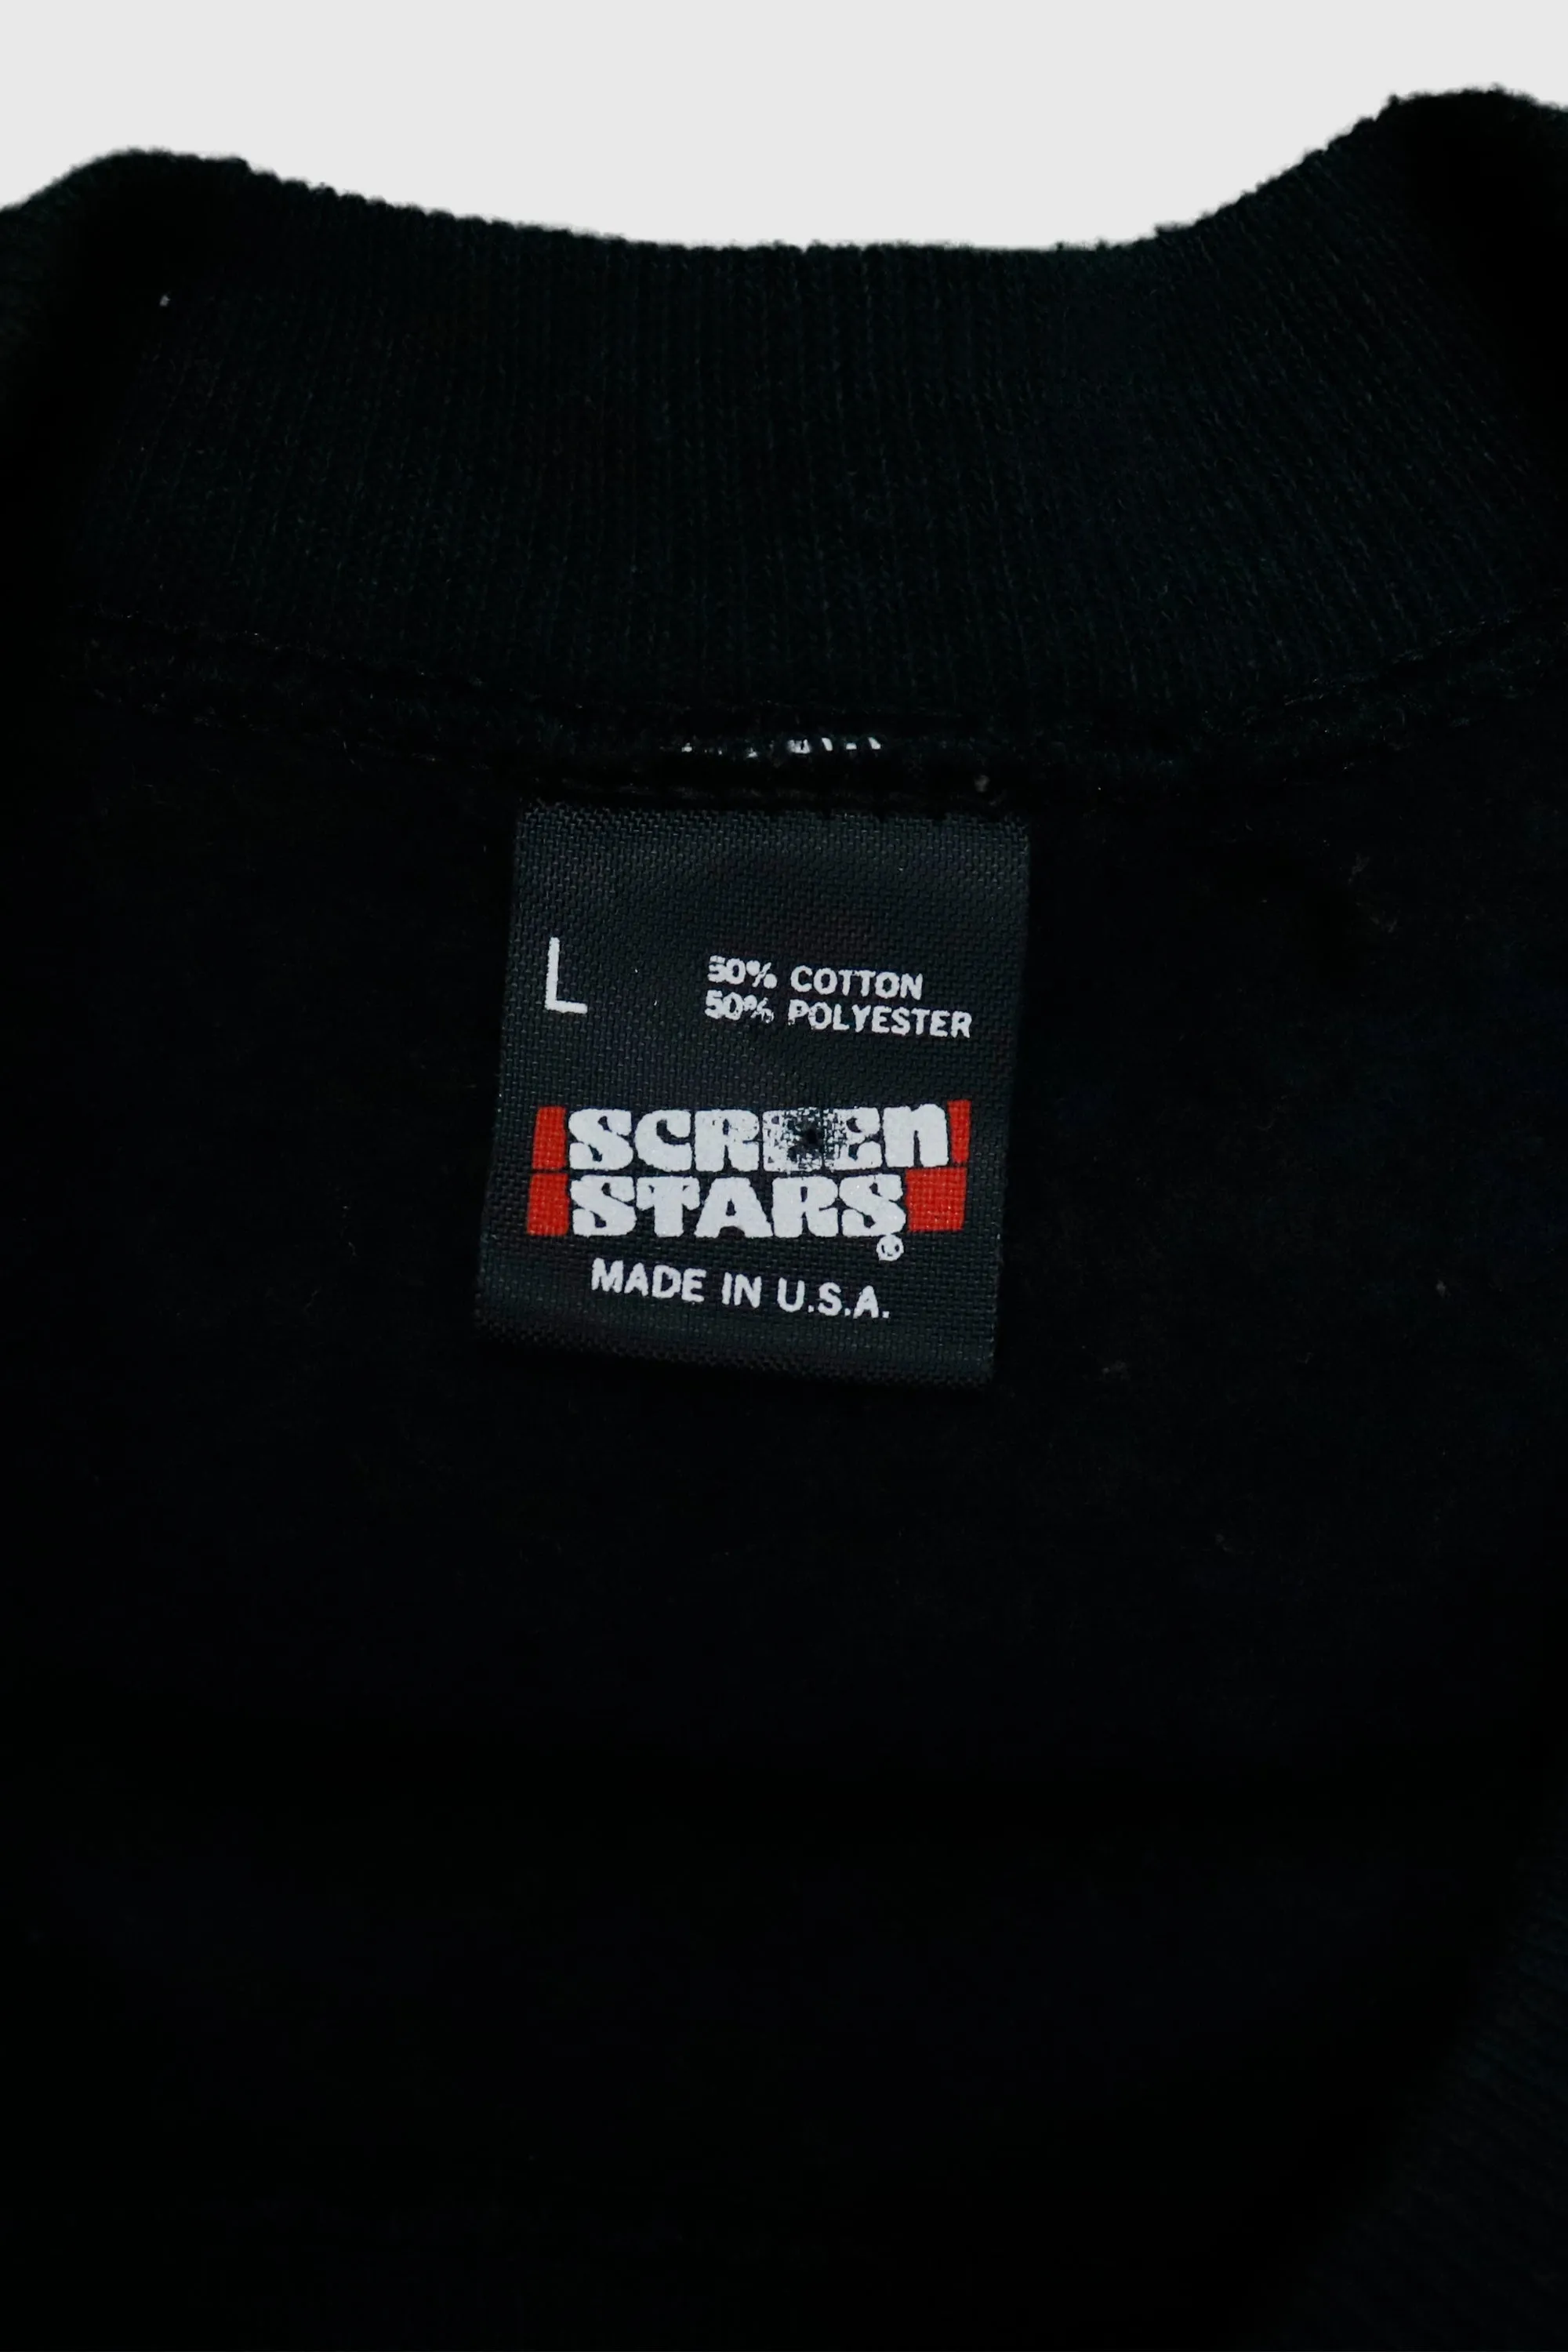 L
50% COTTON
50% POLYESTER
SCREEN
STARS®
MADE IN U.S.A.